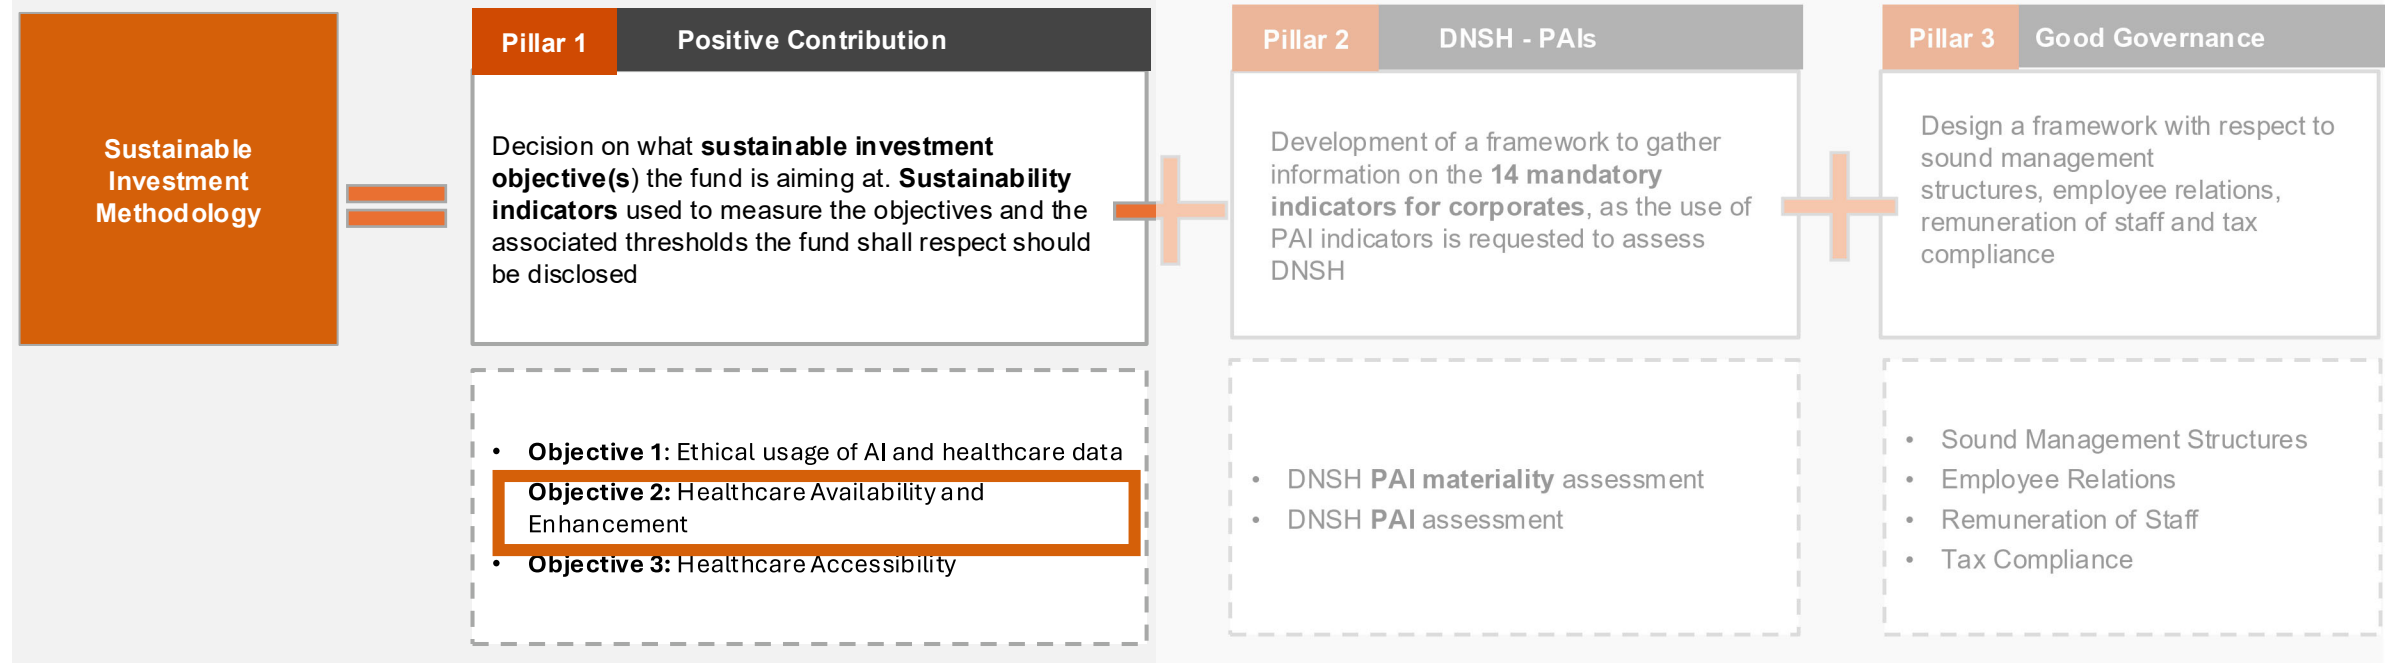 Sustainable
Investment
Methodology
Pillar 1
Positive Contribution
Decision on what sustainable investment
objective(s) the fund is aiming at. Sustainability
indicators used to measure the objectives and the
associated thresholds the fund shall respect should
be disclosed
• Objective 1: Ethical usage of AI and healthcare data
Objective 2: Healthcare Availability and
Enhancement
• Objective 3: Healthcare Accessibility
Pillar 2
DNSH - PAIs
Development of a framework to gather
information on the 14 mandatory
indicators for corporates, as the use of
PAI indicators is requested to assess
DNSH
• DNSH PAI materiality assessment
• DNSH PAI assessment
Pillar 3
Good Governance
Design a framework with respect to
sound management
structures, employee relations,
remuneration of staff and tax
compliance
• Sound Management Structures
• Employee Relations
• Remuneration of Staff
• Tax Compliance